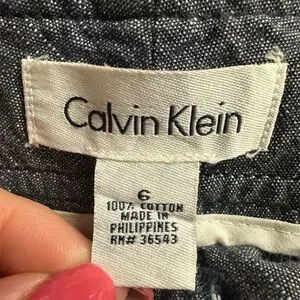 Calvin Klein
6
100% COTTON
MADE IN
PHILIPPINES
RN# 36543